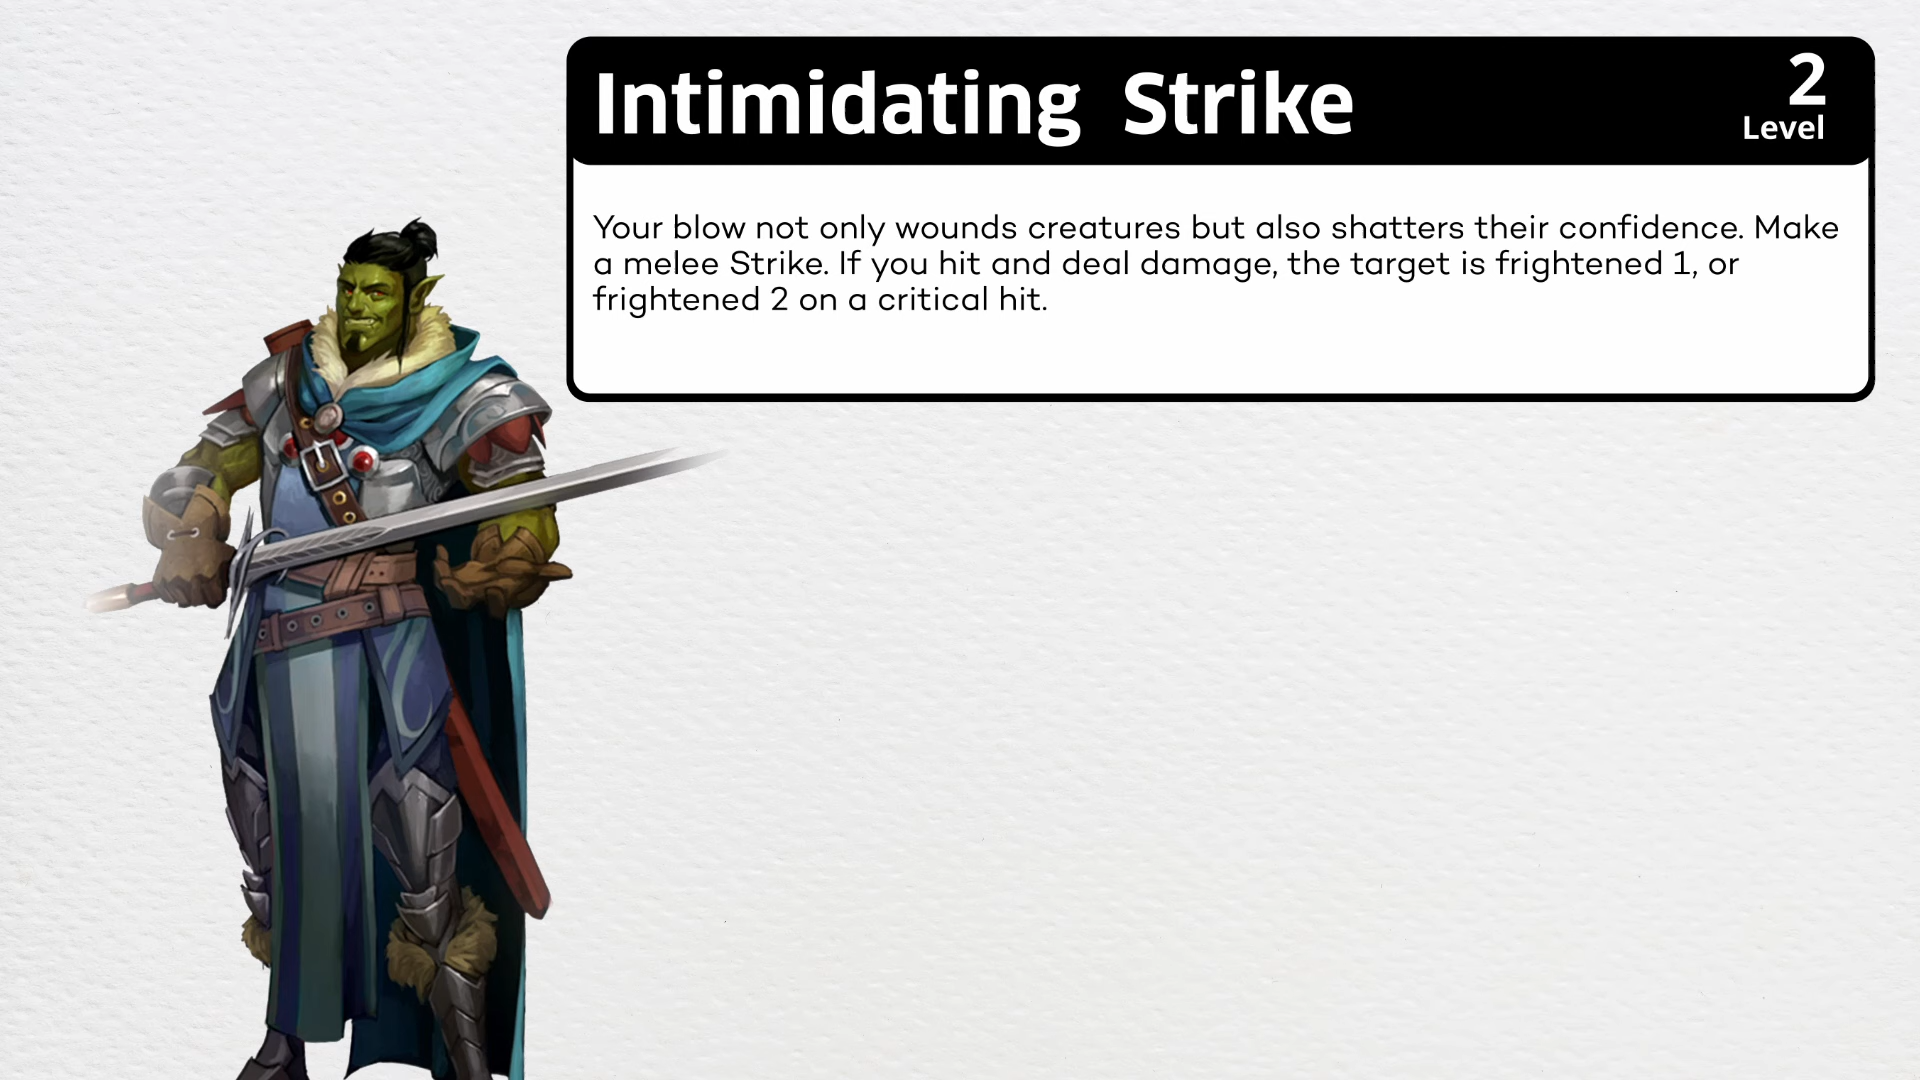 Intimidating Strike
2
Level
Your blow not only wounds creatures but also shatters their confidence. Make
a melee Strike. If you hit and deal damage, the target is frightened 1, or
frightened 2 on a critical hit.